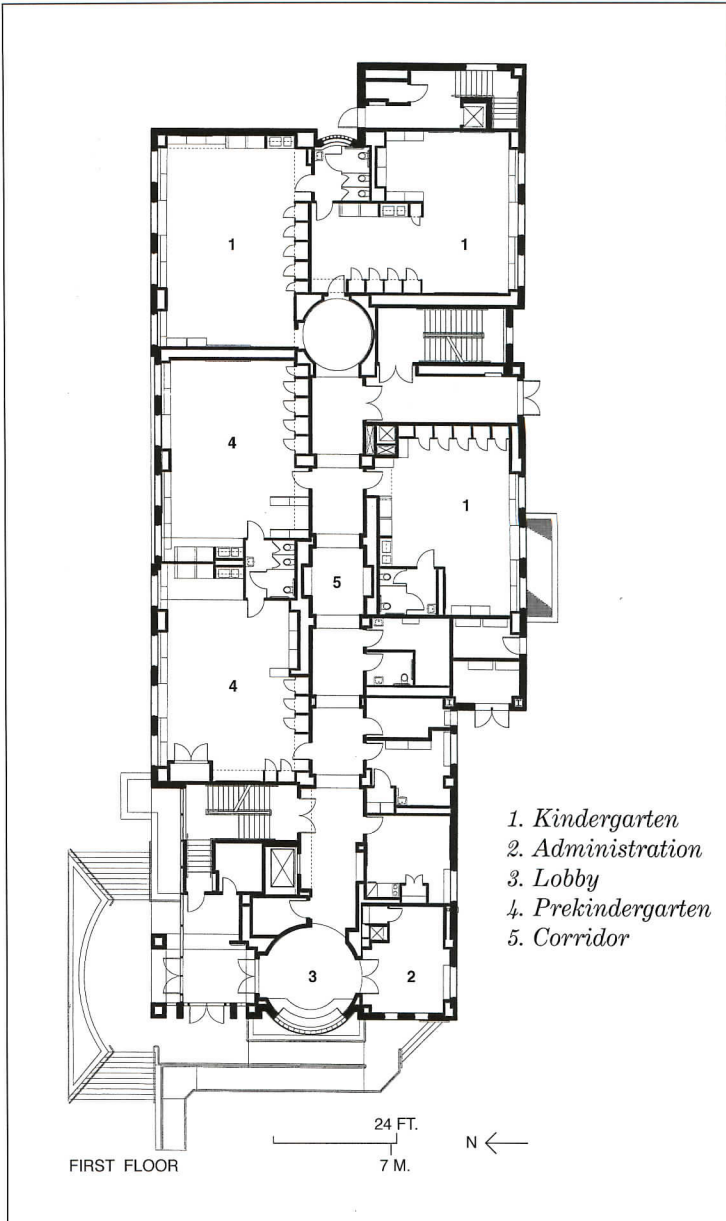 1
1
4
1
5
4
3
2
1. Kindergarten
2. Administration
3. Lobby
4. Prekindergarten
5. Corridor
24 FT.
7 M.
N
FIRST FLOOR